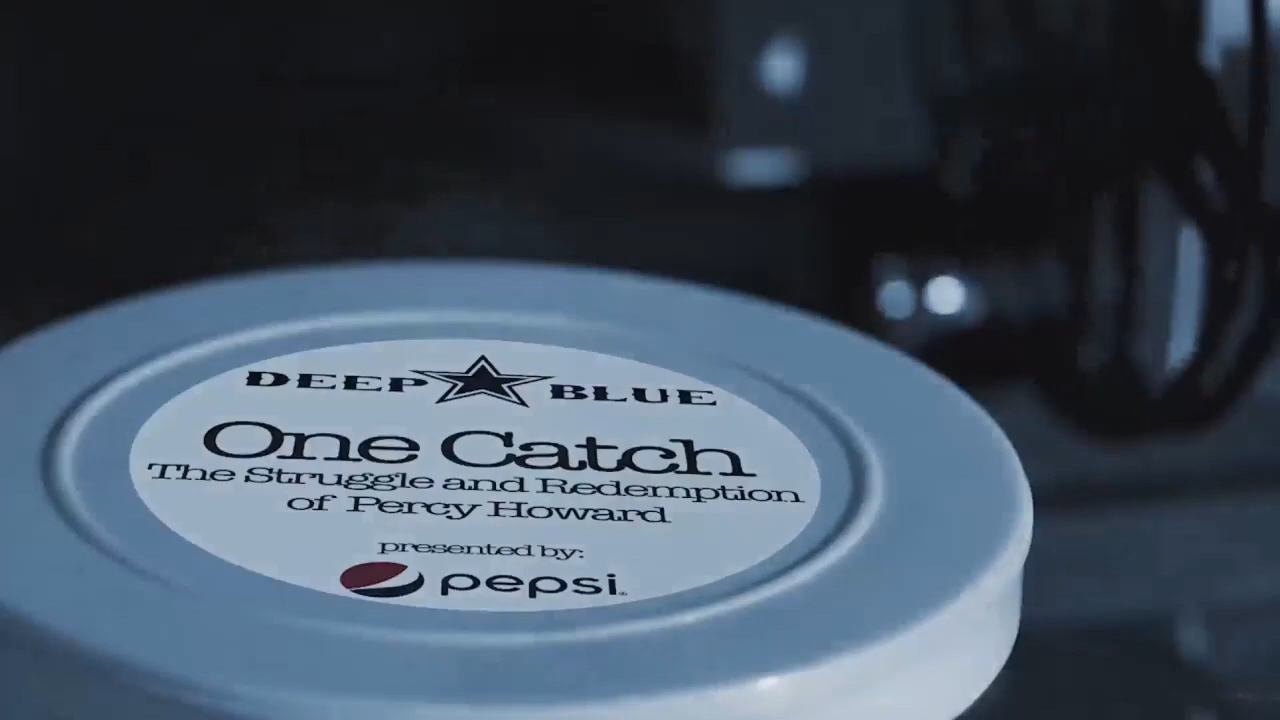 DEEP BLUE
One Catch
The Struggle and Redemption
of Percy Howard
presented by:
pepsi